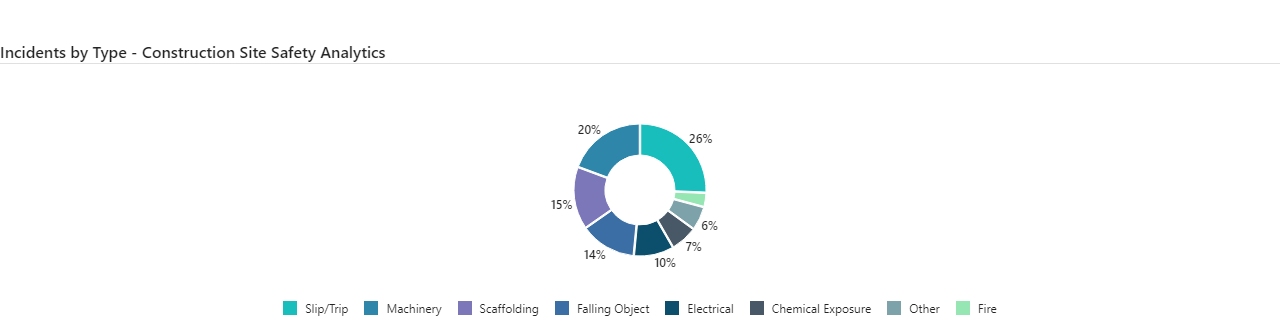 Incidents by Type - Construction Site Safety Analytics
20%
26%
15%
6%
7%
14%
10%
Slip/Trip
Machinery
Scaffolding
Falling Object
Electrical
Chemical Exposure
Other
Fire